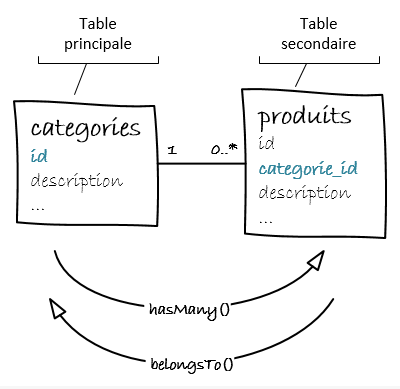 Table
principale
Table
secondaire
categories
id
description
...
1
0..*
produits
id
categorie_id
description
...
hasMany()
belongsTo()